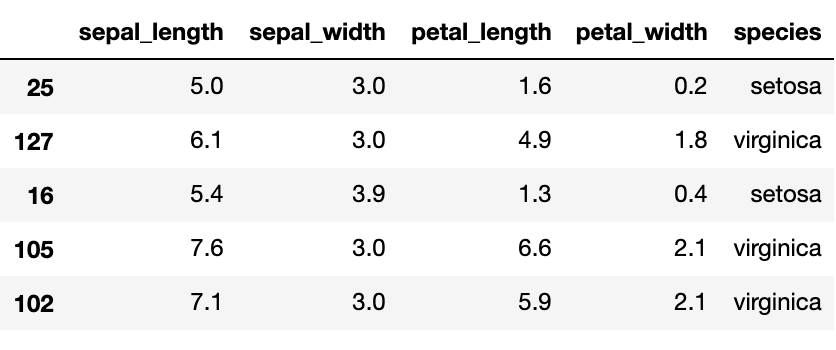 sepal_length sepal_width petal_length petal_width species
25 5.0 3.0 1.6 0.2 setosa
127 6.1 3.0 4.9 1.8 virginica
16 5.4 3.9 1.3 0.4 setosa
105 7.6 3.0 6.6 2.1 virginica
102 7.1 3.0 5.9 2.1 virginica